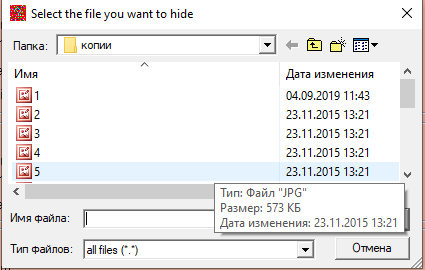 Select the file you want to hide
Папка: копии
Имя Дата изменения
1 04.09.2019 11:43
2 23.11.2015 13:21
3 23.11.2015 13:21
4 23.11.2015 13:21
5 23.11.2015 13:21
Тип: Файл "JPG"
Размер: 573 КБ
Дата изменения: 23.11.2015 13:21
Имя файла:
Тип файлов: all files (*.*) Отмена